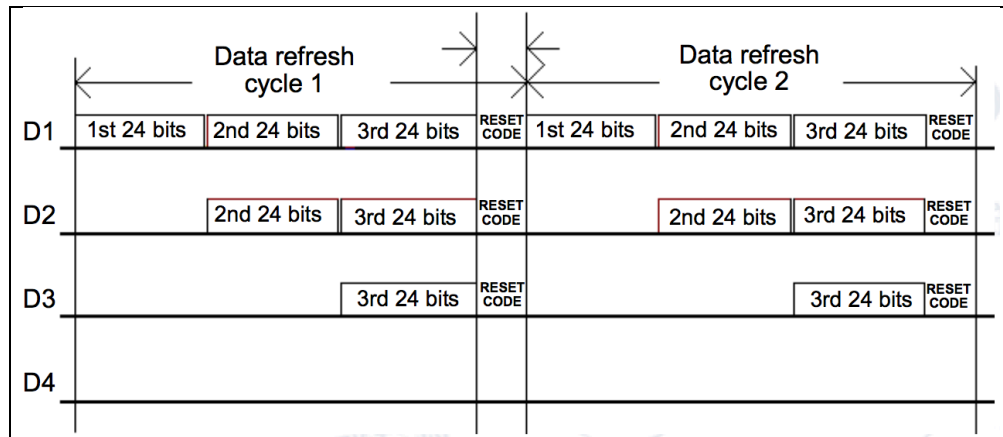 Data refresh
cycle 1
Data refresh
cycle 2
D1 1st 24 bits 2nd 24 bits 3rd 24 bits RESET CODE 1st 24 bits 2nd 24 bits 3rd 24 bits RESET CODE
D2 2nd 24 bits 3rd 24 bits RESET CODE 2nd 24 bits 3rd 24 bits RESET CODE
D3 3rd 24 bits RESET CODE 3rd 24 bits RESET CODE
D4